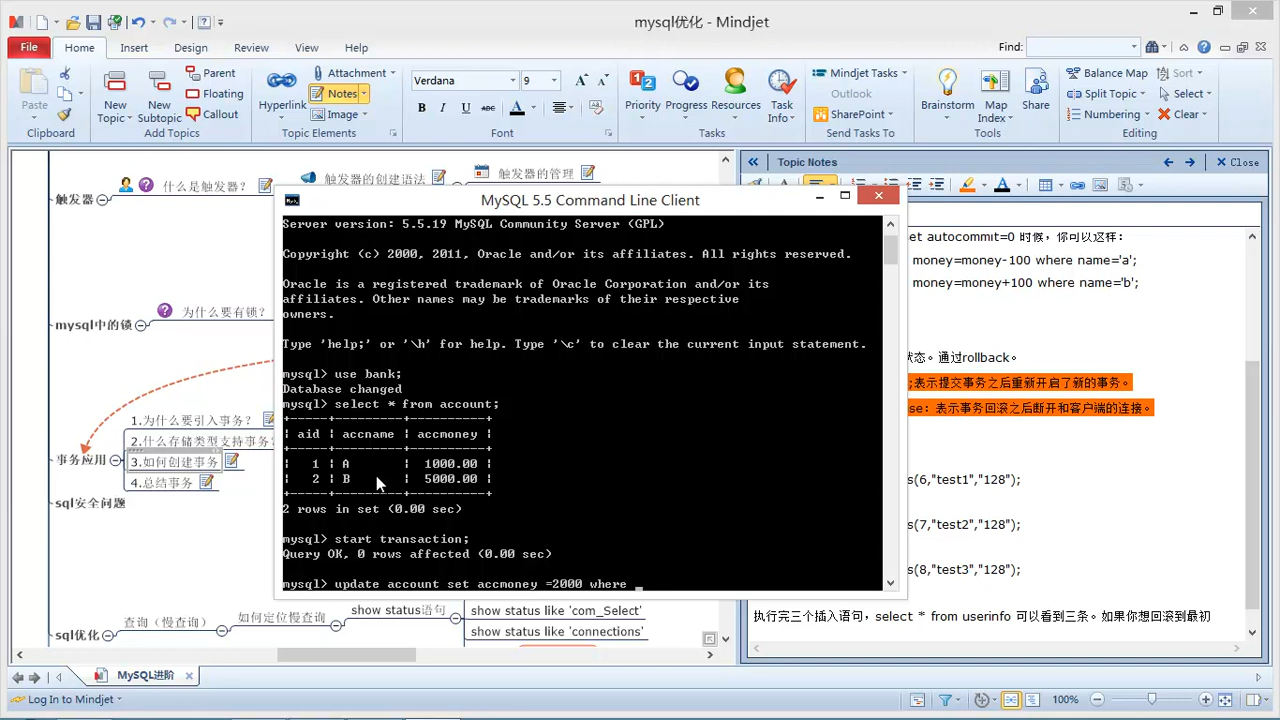 mysql优化 - Mindjet
File
Home
Insert
Design
Review
View
Help
Find:
Paste
Clipboard
New Topic
New Subtopic
Parent
Floating
Callout
Add Topics
Hyperlink
Attachment
Notes
Image
Topic Elements
Verdana
9
B I U abc A
Font
Priority
Progress
Resources
Task Info
Tasks
Mindjet Tasks
Outlook
SharePoint
Send Tasks To
Brainstorm
Map Index
Share
Tools
Balance Map
Split Topic
Numbering
Sort
Select
Clear
Editing
触发器
什么是触发器？
触发器的创建语法
触发器的管理
mysql中的锁
为什么要有锁？
事务应用
1.为什么要引入事务？
2.什么存储类型支持事务？
3.如何创建事务
4.总结事务
sql安全问题
sql优化
查询（慢查询）
如何定位慢查询
show status语句
show status like 'com_Select'
show status like 'connections'
MySQL 5.5 Command Line Client
Server version: 5.5.19 MySQL Community Server (GPL)
Copyright (c) 2000, 2011, Oracle and/or its affiliates. All rights reserved.
Oracle is a registered trademark of Oracle Corporation and/or its
affiliates. Other names may be trademarks of their respective
owners.
Type 'help;' or '\h' for help. Type '\c' to clear the current input statement.
mysql> use bank;
Database changed
mysql> select * from account;
+------+---------+----------+
| aid | accname | accmoney |
+------+---------+----------+
| 1 | A | 1000.00 |
| 2 | B | 5000.00 |
+------+---------+----------+
2 rows in set (0.00 sec)
mysql> start transaction;
Query OK, 0 rows affected (0.00 sec)
mysql> update account set accmoney =2000 where _
Topic Notes
Close
et autocommit=0 时候，你可以这样：
money=money-100 where name='a';
money=money+100 where name='b';
状态。通过rollback。
;表示提交事务之后重新开启了新的事务。
se：表示事务回滚之后断开和客户端的连接。
s(6,"test1","128");
s(7,"test2","128");
s(8,"test3","128");
执行完三个插入语句，select * from userinfo 可以看到三条。如果你想回滚到最初
MySQL进阶
Log In to Mindjet
100%